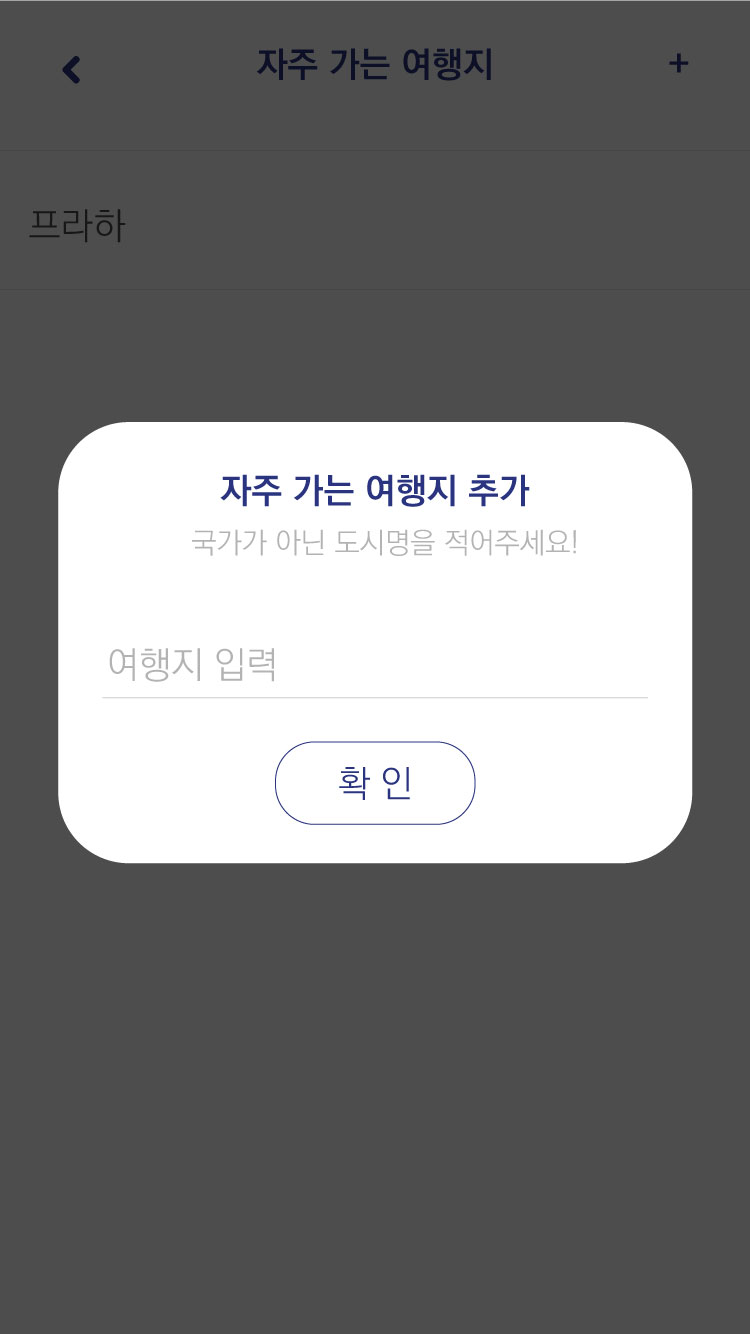 자주 가는 여행지 +
프라하
자주 가는 여행지 추가
국가가 아닌 도시명을 적어주세요!
여행지 입력
확 인